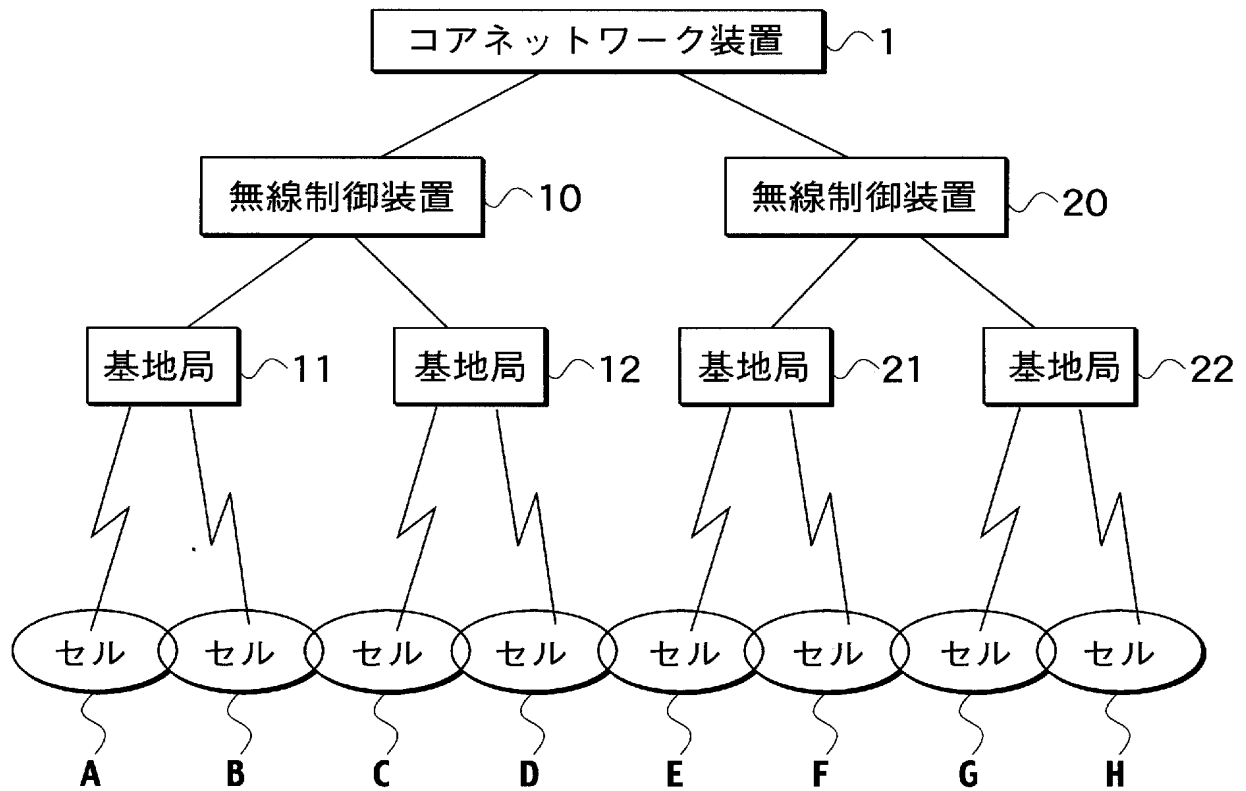 コアネットワーク装置 1
無線制御装置 10 無線制御装置 20
基地局 11 基地局 12 基地局 21 基地局 22
セル セル セル セル セル セル セル セル
A B C D E F G H